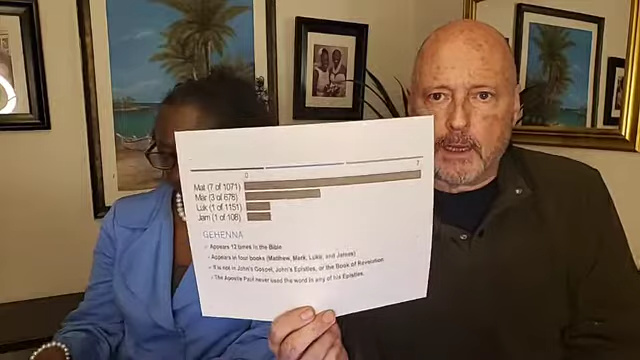 0 7
Mat (7 of 1071)
Mar (3 of 678)
Luk (1 of 1151)
Jam (1 of 108)
GEHENNA
- Appears 12 times in the Bible
- Appears in four books (Matthew, Mark, Luke, and James)
- It is not in John's Gospel, John's Epistles, or the Book of Revelation
- The Apostle Paul never used the word in any of his Epistles.